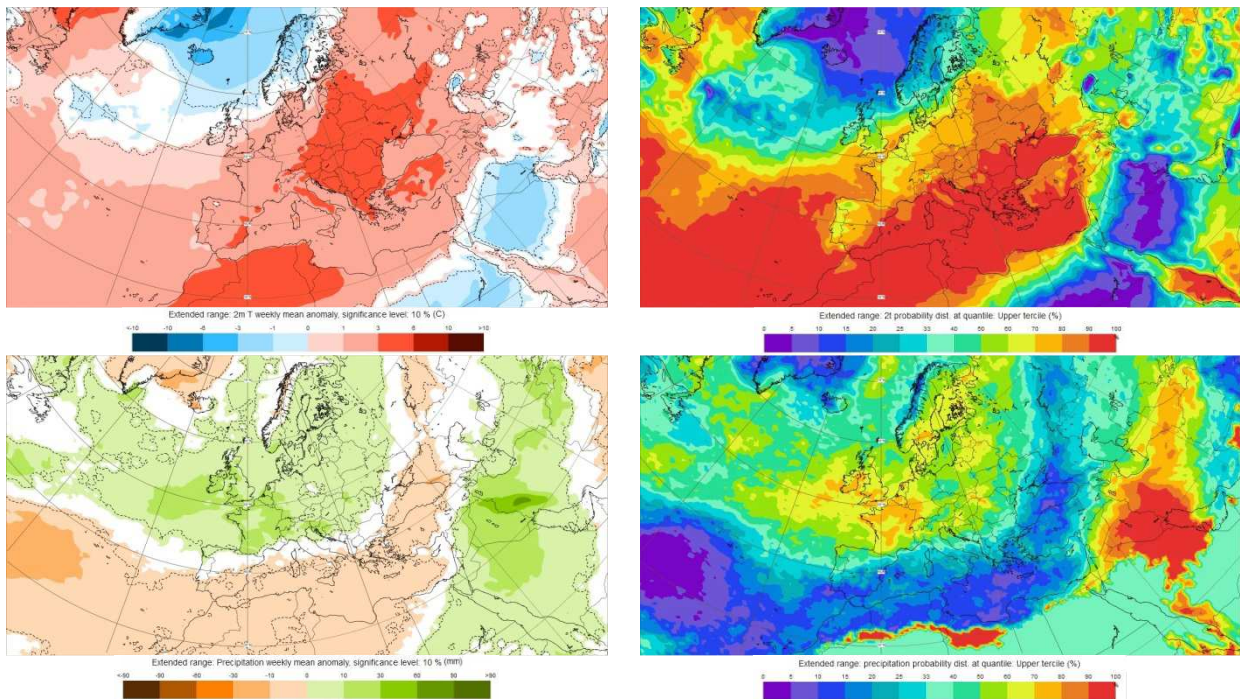 Extended range: 2m T weekly mean anomaly, significance level: 10 % (C)
<-10 -10 -6 -3 -1 0 1 3 6 10 >10
Extended range: 2t probability dist. at quantile: Upper tercile (%)
0 5 10 15 20 33 40 50 60 70 80 90 100
%
Extended range: Precipitation weekly mean anomaly, significance level: 10 % (mm)
<-90 -90 -60 -30 -10 0 10 30 60 90 >90
Extended range: precipitation probability dist. at quantile: Upper tercile (%)
0 5 10 15 20 33 40 50 60 70 80 90 100
%